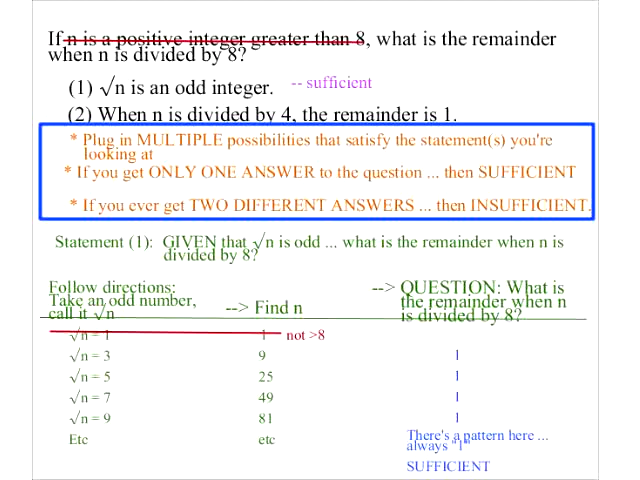 If n is a positive integer greater than 8, what is the remainder
when n is divided by 8?
(1) √n is an odd integer. -- sufficient
(2) When n is divided by 4, the remainder is 1.
* Plug in MULTIPLE possibilities that satisfy the statement(s) you're
looking at
* If you get ONLY ONE ANSWER to the question ... then SUFFICIENT
* If you ever get TWO DIFFERENT ANSWERS ... then INSUFFICIENT.
Statement (1): GIVEN that √n is odd ... what is the remainder when n is
divided by 8?
Follow directions:
Take an odd number,
call it √n
--> Find n
--> QUESTION: What is
the remainder when n
is divided by 8?
√n = 1 1 not >8
√n = 3 9 1
√n = 5 25 1
√n = 7 49 1
√n = 9 81 1
Etc etc
There's a pattern here ...
always "1"
SUFFICIENT